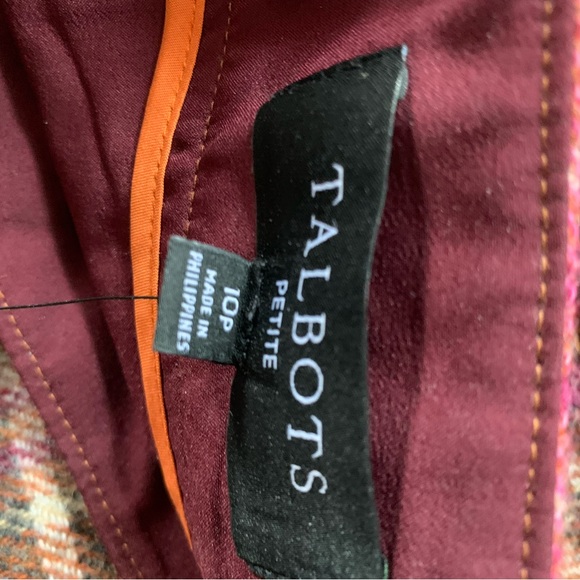 TALBOTS
PETITE
10P
MADE IN
PHILIPPINES